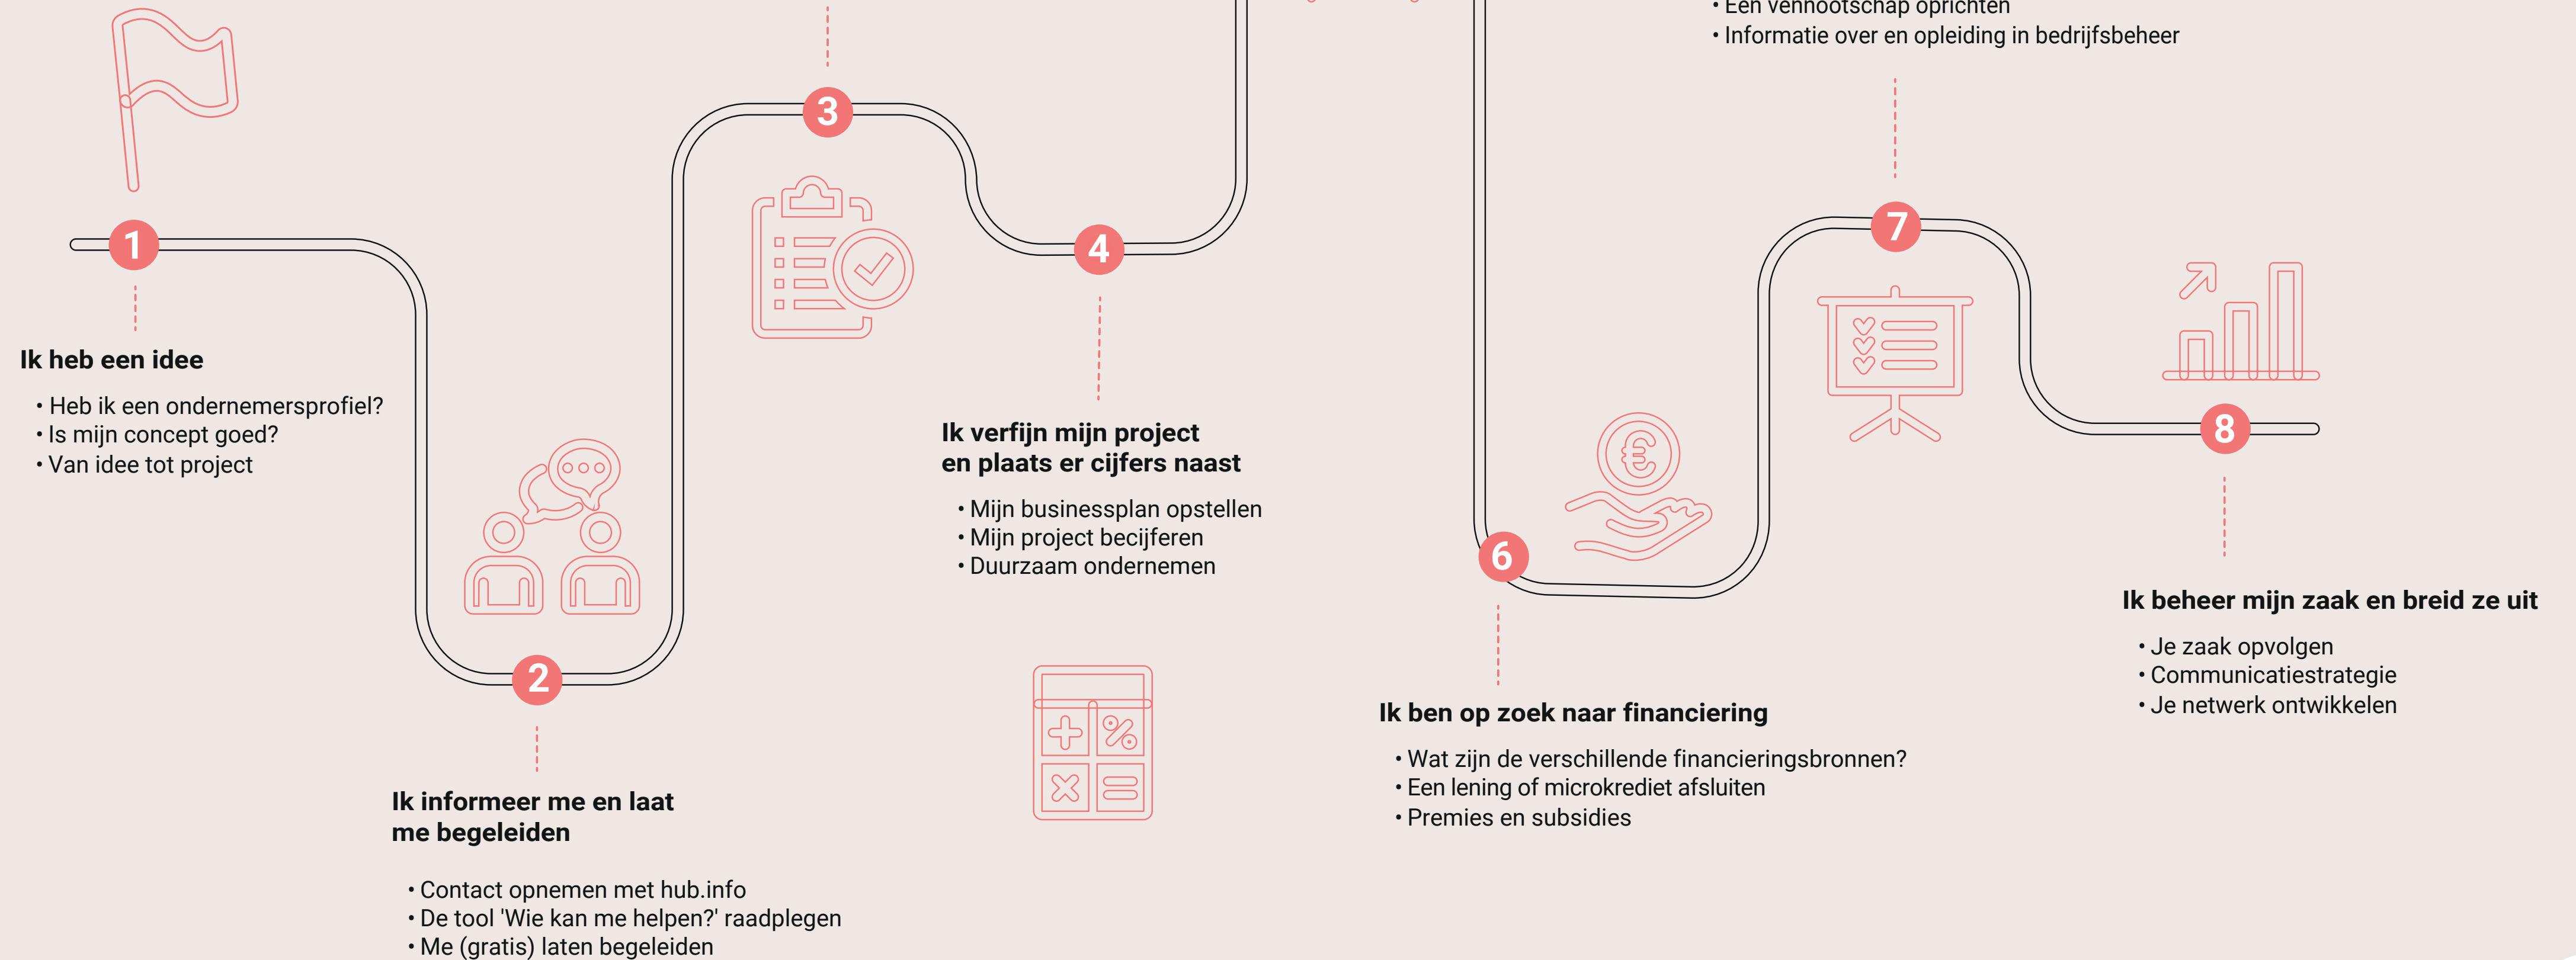 1
Ik heb een idee
• Heb ik een ondernemersprofiel?
• Is mijn concept goed?
• Van idee tot project
2
Ik informeer me en laat
me begeleiden
• Contact opnemen met hub.info
• De tool 'Wie kan me helpen?' raadplegen
• Me (gratis) laten begeleiden
3
4
Ik verfijn mijn project
en plaats er cijfers naast
• Mijn businessplan opstellen
• Mijn project becijferen
• Duurzaam ondernemen
6
Ik ben op zoek naar financiering
• Wat zijn de verschillende financieringsbronnen?
• Een lening of microkrediet afsluiten
• Premies en subsidies
• Een vennootschap oprichten
• Informatie over en opleiding in bedrijfsbeheer
7
8
Ik beheer mijn zaak en breid ze uit
• Je zaak opvolgen
• Communicatiestrategie
• Je netwerk ontwikkelen